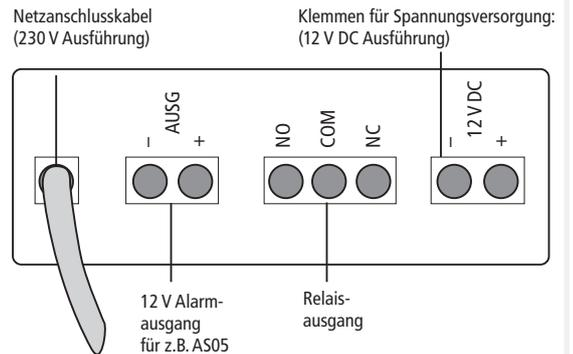 Netzanschlusskabel
(230 V Ausführung)
Klemmen für Spannungsversorgung:
(12 V DC Ausführung)
– AUSG +
NO COM NC
– 12 V DC +
12 V Alarm-
ausgang
für z.B. AS05
Relais-
ausgang